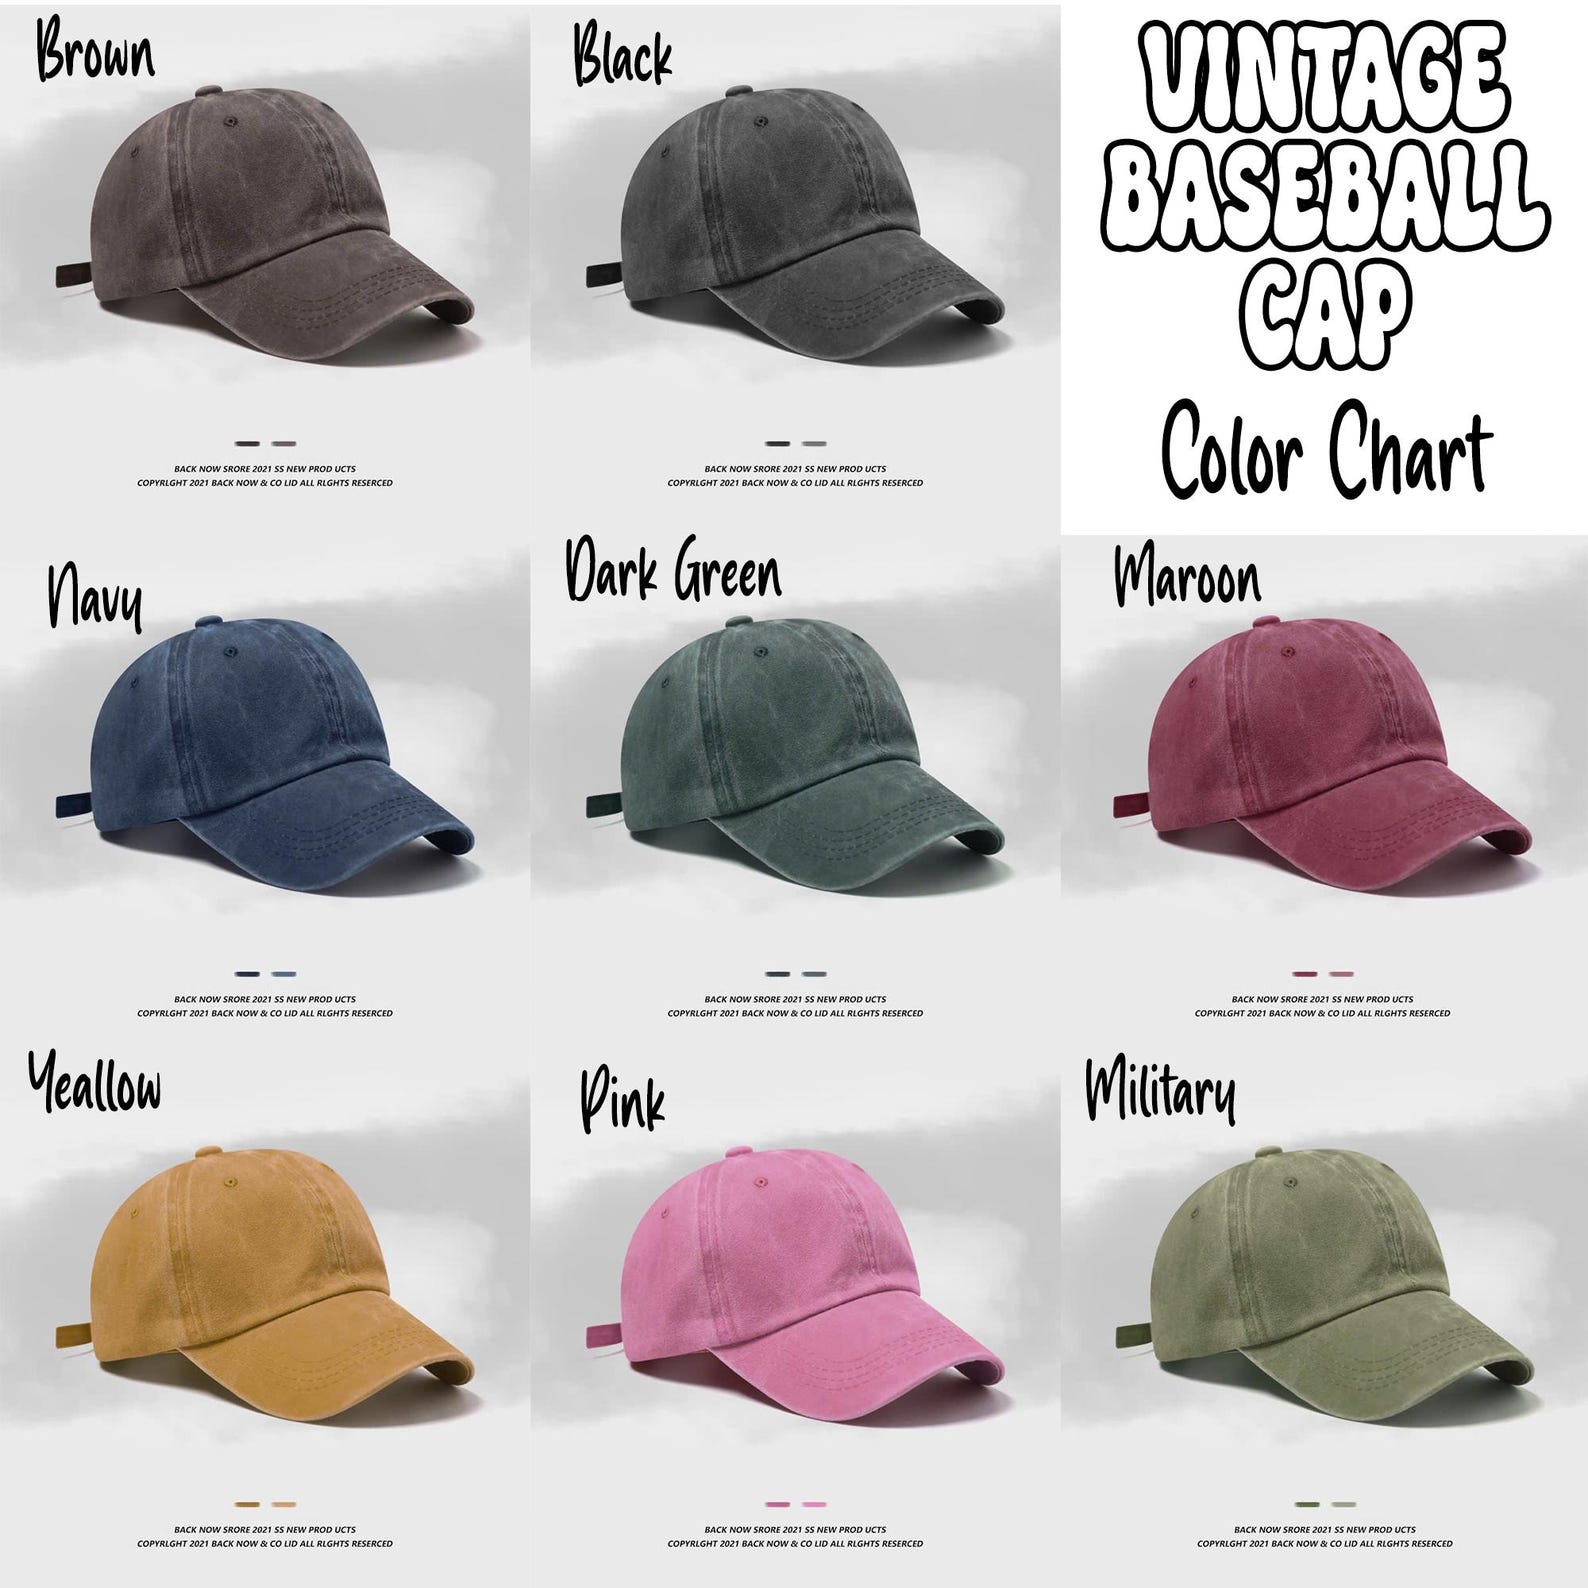 Brown
BACK NOW SRORE 2021 SS NEW PROD UCTS
COPYRLGHT 2021 BACK NOW & CO LID ALL RLGHTS RESERCED
Black
BACK NOW SRORE 2021 SS NEW PROD UCTS
COPYRLGHT 2021 BACK NOW & CO LID ALL RLGHTS RESERCED
VINTAGE
BASEBALL
CAP
Color Chart
Navy
BACK NOW SRORE 2021 SS NEW PROD UCTS
COPYRLGHT 2021 BACK NOW & CO LID ALL RLGHTS RESERCED
Dark Green
BACK NOW SRORE 2021 SS NEW PROD UCTS
COPYRLGHT 2021 BACK NOW & CO LID ALL RLGHTS RESERCED
Maroon
BACK NOW SRORE 2021 SS NEW PROD UCTS
COPYRLGHT 2021 BACK NOW & CO LID ALL RLGHTS RESERCED
Yeallow
BACK NOW SRORE 2021 SS NEW PROD UCTS
COPYRLGHT 2021 BACK NOW & CO LID ALL RLGHTS RESERCED
Pink
BACK NOW SRORE 2021 SS NEW PROD UCTS
COPYRLGHT 2021 BACK NOW & CO LID ALL RLGHTS RESERCED
Military
BACK NOW SRORE 2021 SS NEW PROD UCTS
COPYRLGHT 2021 BACK NOW & CO LID ALL RLGHTS RESERCED